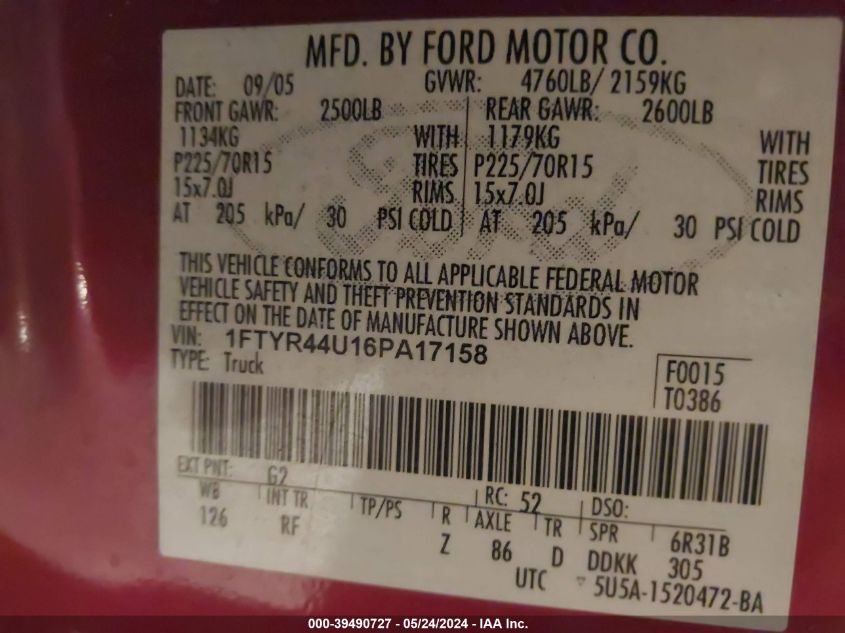 MFD. BY FORD MOTOR CO.
DATE: 09/05 GVWR: 4760LB/ 2159KG
FRONT GAWR: 2500LB REAR GAWR: 2600LB
1134KG WITH 1179KG WITH
P225/70R15 TIRES P225/70R15 TIRES
15x7.0J RIMS 15x7.0J RIMS
AT 205 kPa/ 30 PSI COLD AT 205 kPa/ 30 PSI COLD
THIS VEHICLE CONFORMS TO ALL APPLICABLE FEDERAL MOTOR
VEHICLE SAFETY AND THEFT PREVENTION STANDARDS IN
EFFECT ON THE DATE OF MANUFACTURE SHOWN ABOVE.
VIN: 1FTYR44U16PA17158
TYPE: Truck F0015
T0386
EXT PNT: G2 RC: 52 DSO:
WB INT TR TP/PS R AXLE TR SPR 6R31B
126 RF Z 86 D DDKK 305
UTC 5U5A-1520472-BA
000-39490727 - 05/24/2024 - IAA Inc.